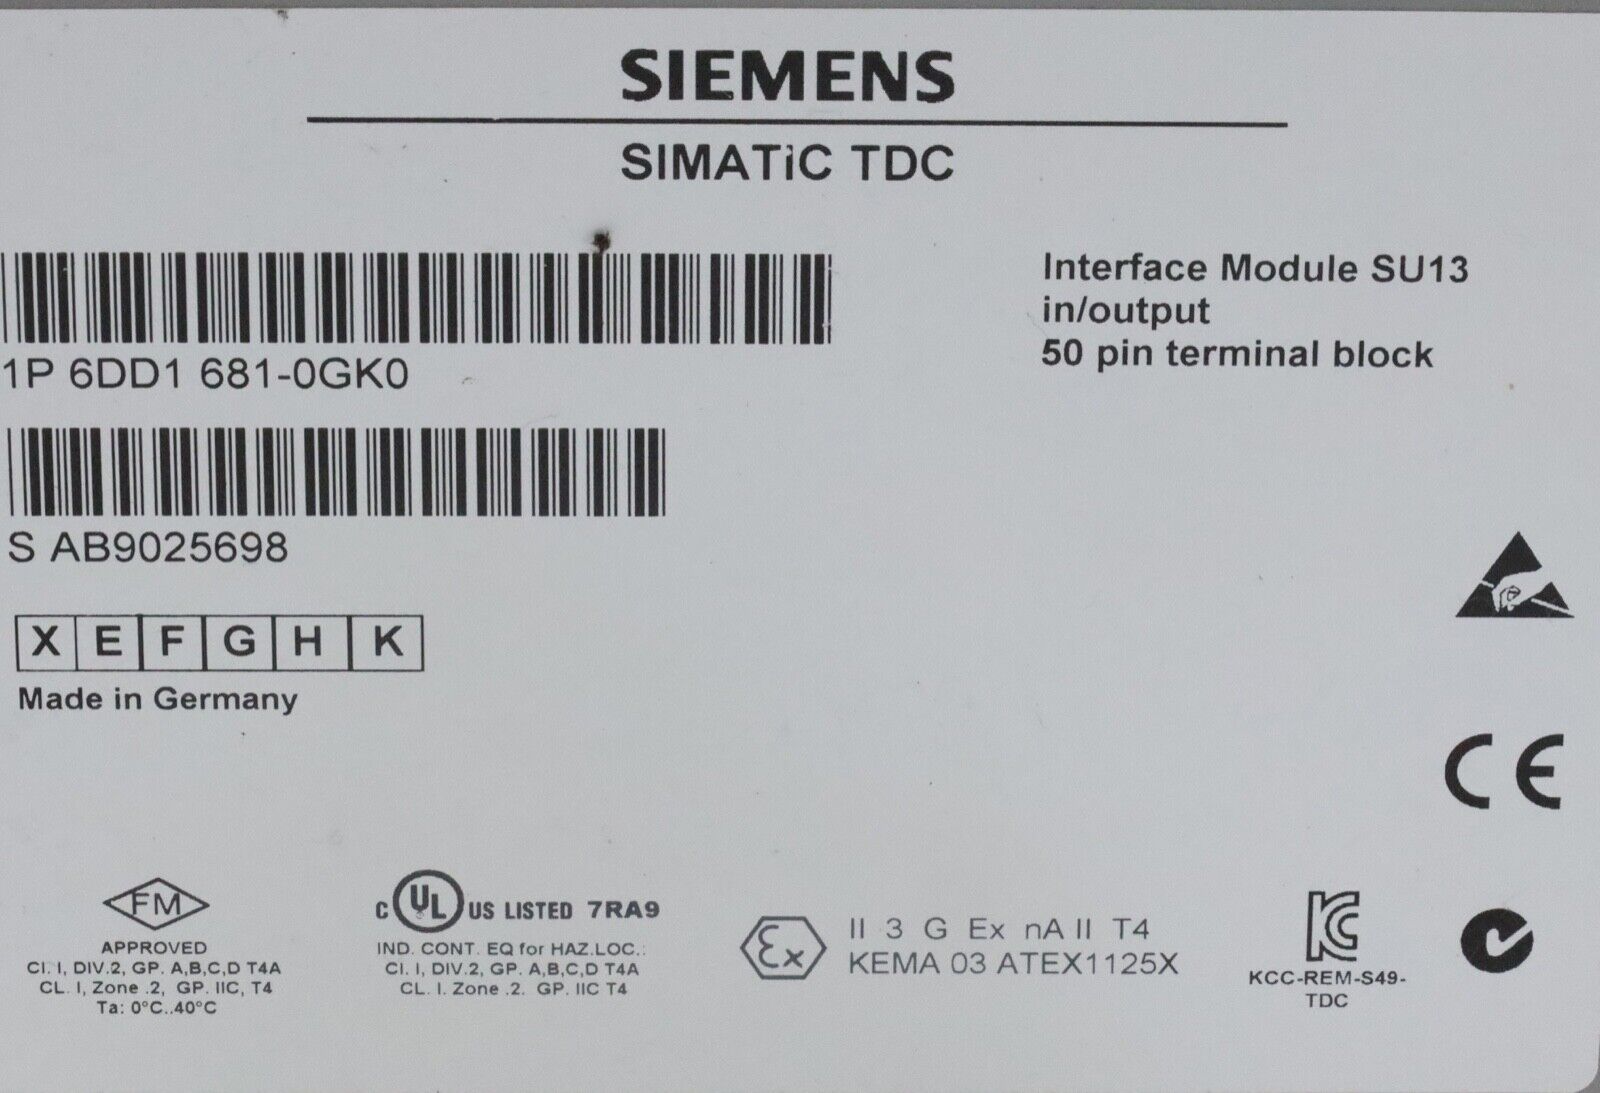 SIEMENS
SIMATiC TDC
1P 6DD1 681-0GK0
Interface Module SU13
in/output
50 pin terminal block
S AB9025698
X E F G H K
Made in Germany
CE
FM
APPROVED
Cl. I, DIV.2, GP. A,B,C,D T4A
CL. I, Zone .2, GP. IIC, T4
Ta: 0°C..40°C
C UL US LISTED 7RA9
IND. CONT. EQ for HAZ.LOC.:
Cl. I, DIV.2, GP. A,B,C,D T4A
CL. I. Zone .2. GP. IIC T4
Ex II 3 G Ex nA II T4
KEMA 03 ATEX1125X
KC
KCC-REM-S49-
TDC